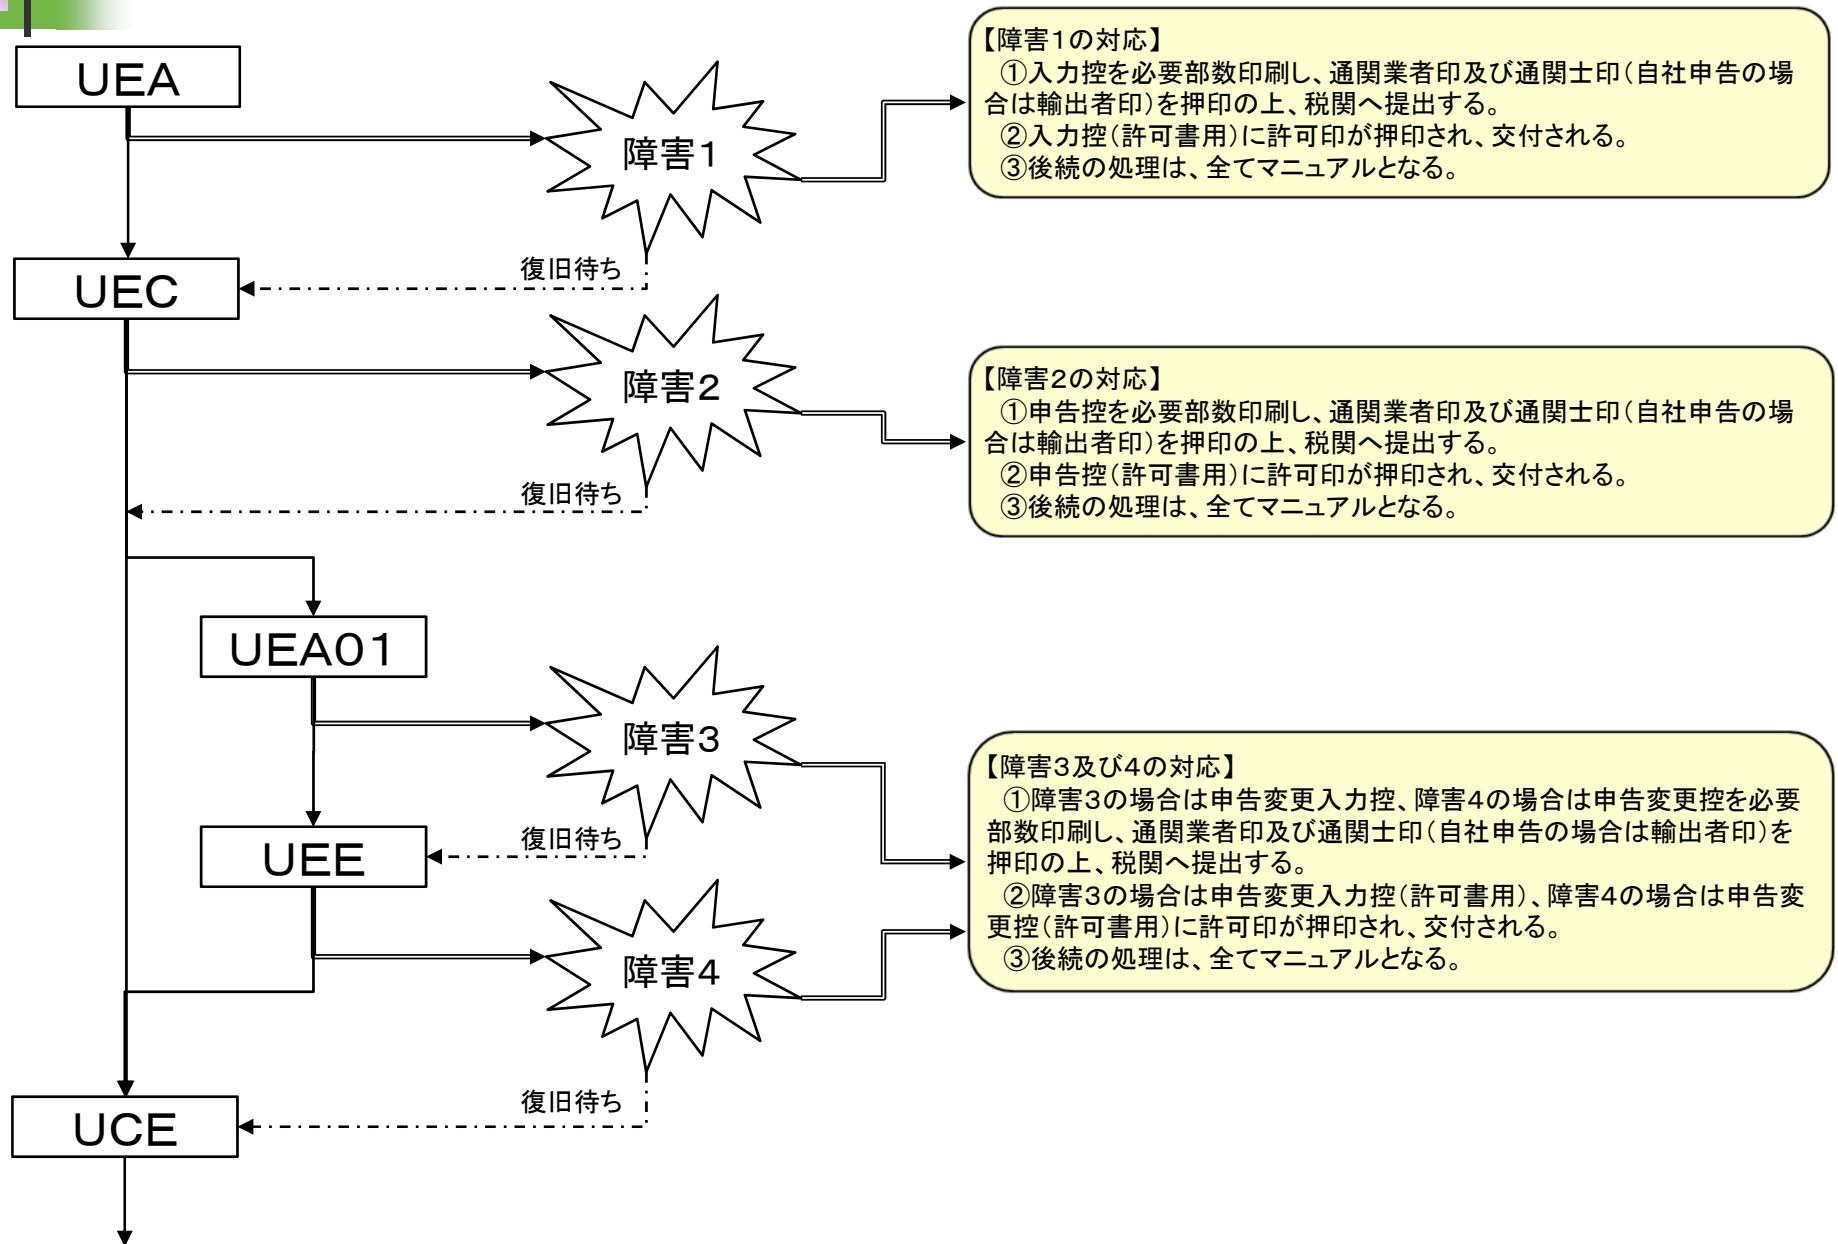 UEA
障害1
【障害1の対応】
①入力控を必要部数印刷し、通関業者印及び通関士印(自社申告の場
合は輸出者印)を押印の上、税関へ提出する。
②入力控(許可書用)に許可印が押印され、交付される。
③後続の処理は、全てマニュアルとなる。
復旧待ち
UEC
障害2
【障害2の対応】
①申告控を必要部数印刷し、通関業者印及び通関士印(自社申告の場
合は輸出者印)を押印の上、税関へ提出する。
②申告控(許可書用)に許可印が押印され、交付される。
③後続の処理は、全てマニュアルとなる。
復旧待ち
UEA01
障害3
【障害3及び4の対応】
①障害3の場合は申告変更入力控、障害4の場合は申告変更控を必要
部数印刷し、通関業者印及び通関士印(自社申告の場合は輸出者印)を
押印の上、税関へ提出する。
②障害3の場合は申告変更入力控(許可書用)、障害4の場合は申告変
更控(許可書用)に許可印が押印され、交付される。
③後続の処理は、全てマニュアルとなる。
復旧待ち
UEE
障害4
復旧待ち
UCE